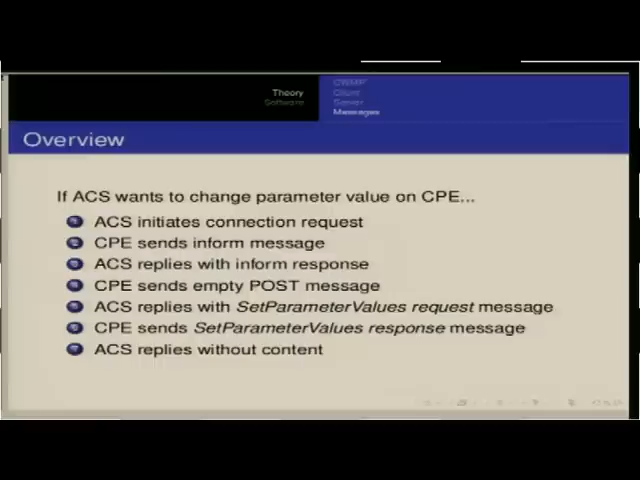 Theory
Software
CWMP
Client
Server
Messages
Overview
If ACS wants to change parameter value on CPE...
ACS initiates connection request
CPE sends inform message
ACS replies with inform response
CPE sends empty POST message
ACS replies with SetParameterValues request message
CPE sends SetParameterValues response message
ACS replies without content